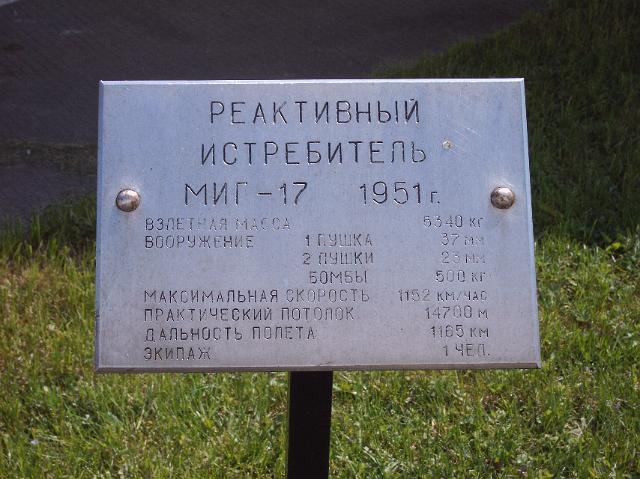 РЕАКТИВНЫЙ
ИСТРЕБИТЕЛЬ
МИГ-17 1951 г.
ВЗЛЕТНАЯ МАССА 5340 КГ
ВООРУЖЕНИЕ 1 ПУШКА 37 ММ
2 ПУШКИ 23 ММ
БОМБЫ 500 КГ
МАКСИМАЛЬНАЯ СКОРОСТЬ 1152 КМ/ЧАС
ПРАКТИЧЕСКИЙ ПОТОЛОК 14700 М
ДАЛЬНОСТЬ ПОЛЕТА 1165 КМ
ЭКИПАЖ 1 ЧЕЛ.